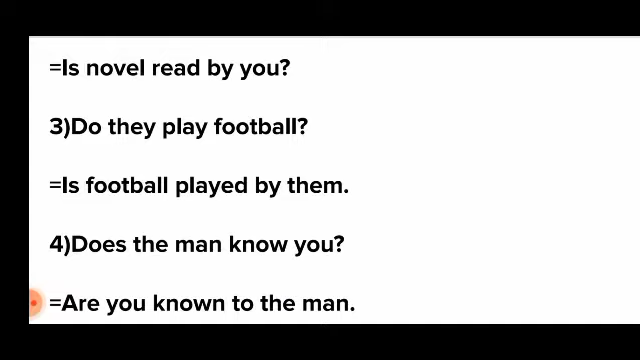 =Is novel read by you?
3)Do they play football?
=Is football played by them.
4)Does the man know you?
=Are you known to the man.